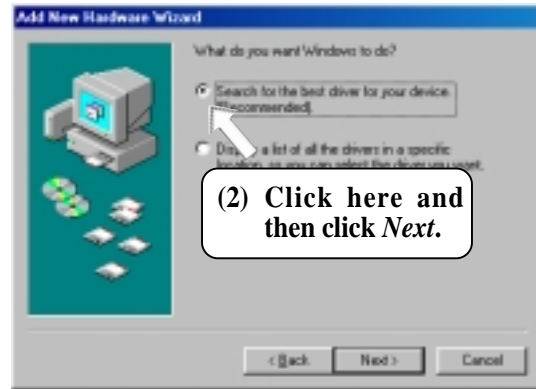 Add New Hardware Wizard
What do you want Windows to do?
Search for the best driver for your device.
(Recommended).
a list of all the drivers in a specific
location, so you can select the driver you want.
(2) Click here and
then click Next.
< Back
Next >
Cancel